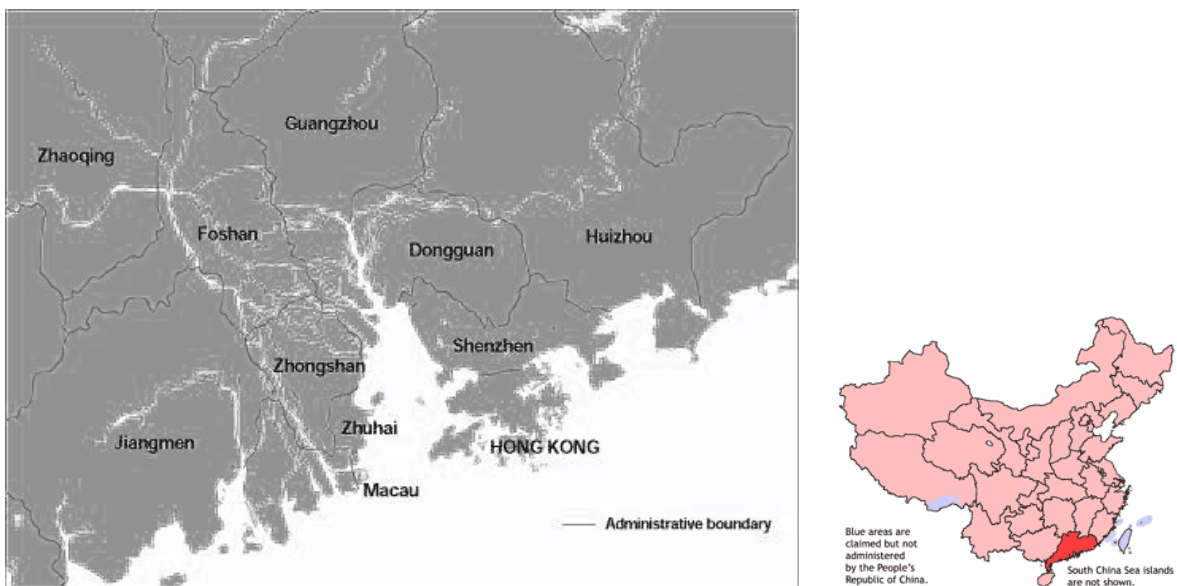 Guangzhou
Zhaoqing
Foshan
Dongguan
Huizhou
Shenzhen
Zhongshan
Zhuhai
Jiangmen
HONG KONG
Macau
Administrative boundary
Blue areas are
claimed but not
administered
by the People's
Republic of China.
South China Sea islands
are not shown.